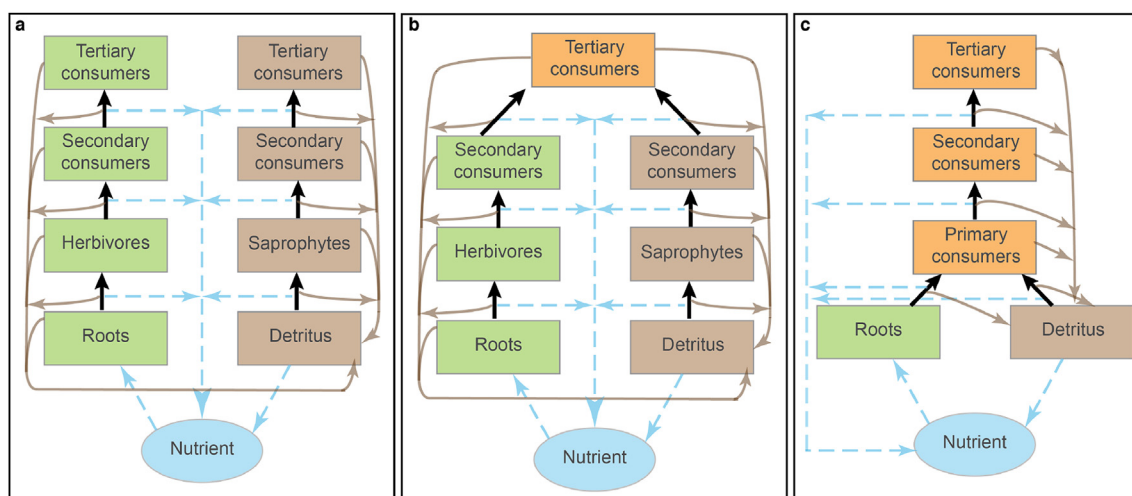 a
Tertiary
consumers
Tertiary
consumers
Secondary
consumers
Secondary
consumers
Herbivores
Saprophytes
Roots
Detritus
Nutrient
b
Tertiary
consumers
Secondary
consumers
Secondary
consumers
Herbivores
Saprophytes
Roots
Detritus
Nutrient
c
Tertiary
consumers
Secondary
consumers
Primary
consumers
Roots
Detritus
Nutrient